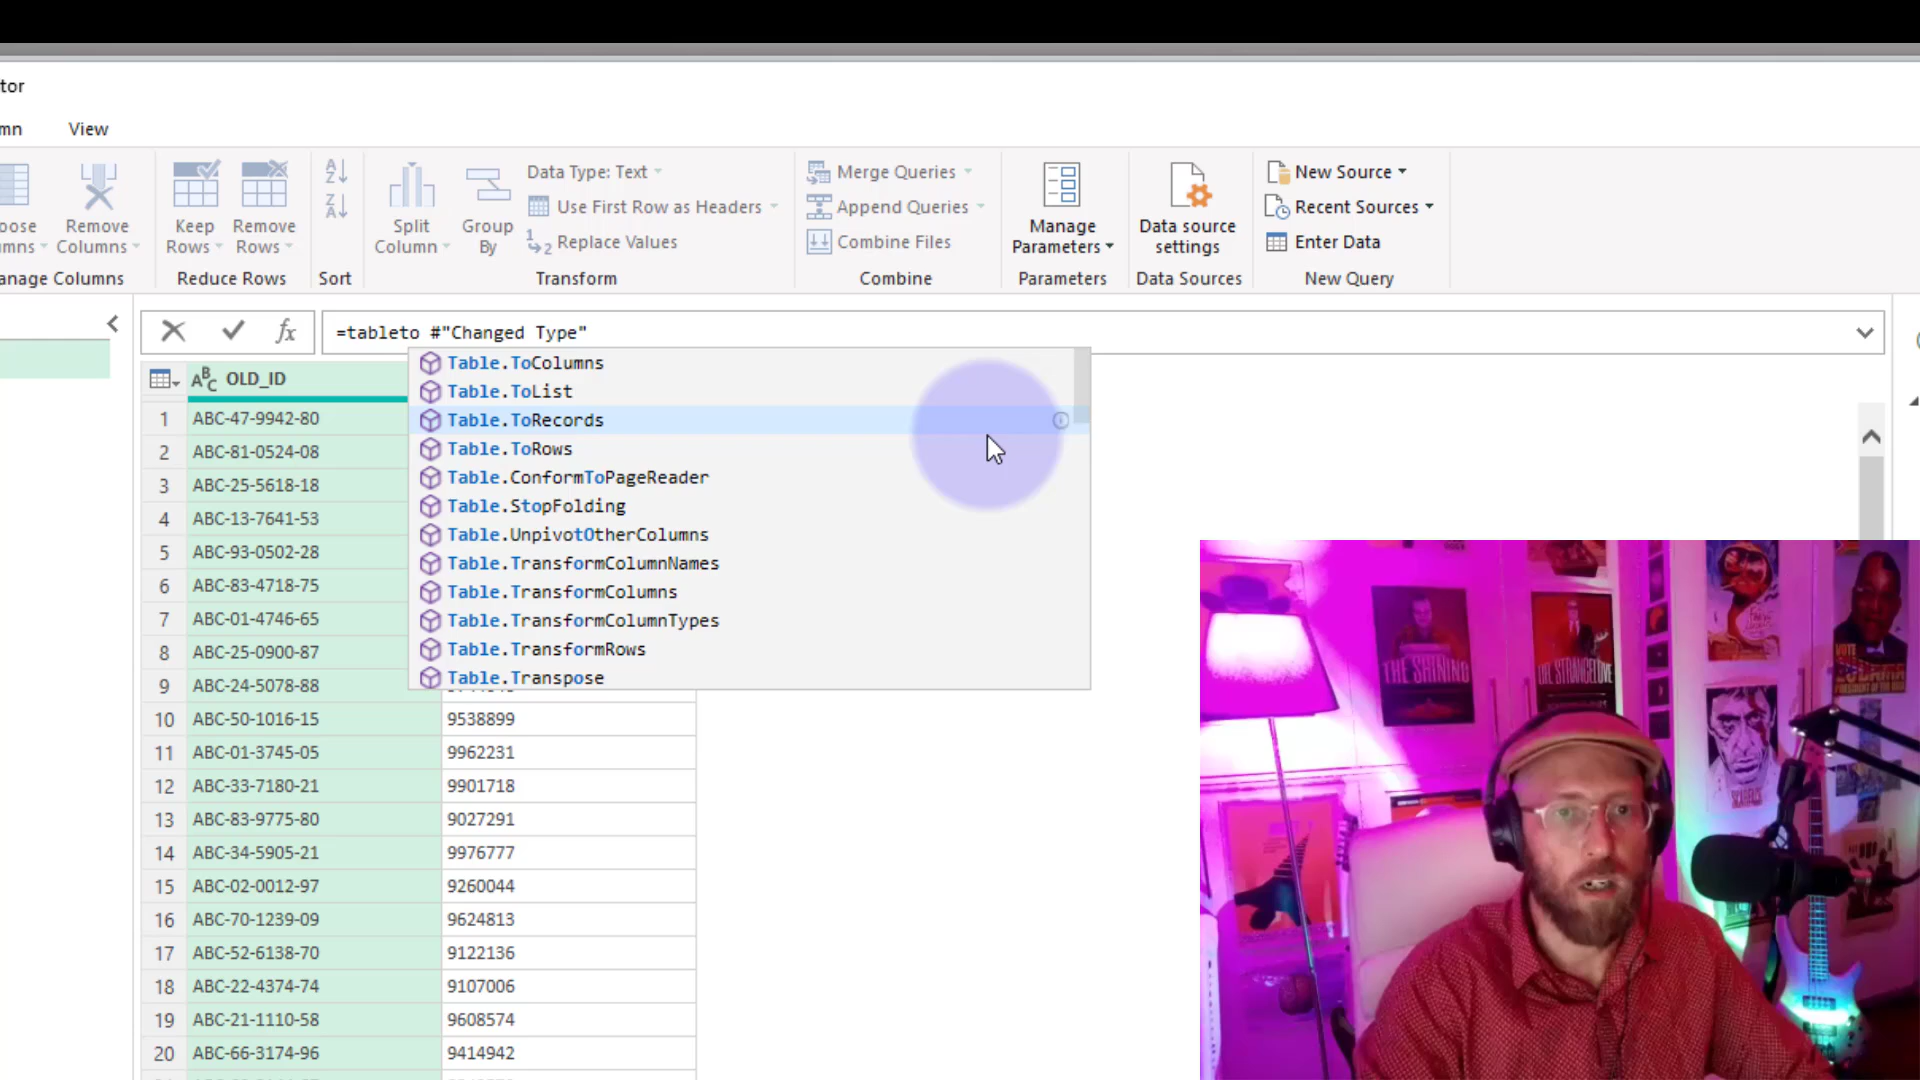 tor
mn View
oose
mns
Remove
Columns
anage Columns
Keep
Rows
Remove
Rows
Reduce Rows
Sort
Split
Column
Group
By
Data Type: Text
Use First Row as Headers
Replace Values
Transform
Merge Queries
Append Queries
Combine Files
Combine
Manage
Parameters
Parameters
Data source
settings
Data Sources
New Source
Recent Sources
Enter Data
New Query
fx =tableto #"Changed Type"
Table.ToColumns
Table.ToList
Table.ToRecords
Table.ToRows
Table.ConformToPageReader
Table.StopFolding
Table.UnpivotOtherColumns
Table.TransformColumnNames
Table.TransformColumns
Table.TransformColumnTypes
Table.TransformRows
Table.Transpose
ABC OLD_ID
1 ABC-47-9942-80
2 ABC-81-0524-08
3 ABC-25-5618-18
4 ABC-13-7641-53
5 ABC-93-0502-28
6 ABC-83-4718-75
7 ABC-01-4746-65
8 ABC-25-0900-87
9 ABC-24-5078-88
10 ABC-50-1016-15 9538899
11 ABC-01-3745-05 9962231
12 ABC-33-7180-21 9901718
13 ABC-83-9775-80 9027291
14 ABC-34-5905-21 9976777
15 ABC-02-0012-97 9260044
16 ABC-70-1239-09 9624813
17 ABC-52-6138-70 9122136
18 ABC-22-4374-74 9107006
19 ABC-21-1110-58 9608574
20 ABC-66-3174-96 9414942
THE SHINING
DR. STRANGELOVE
VOTE
SCARFACE